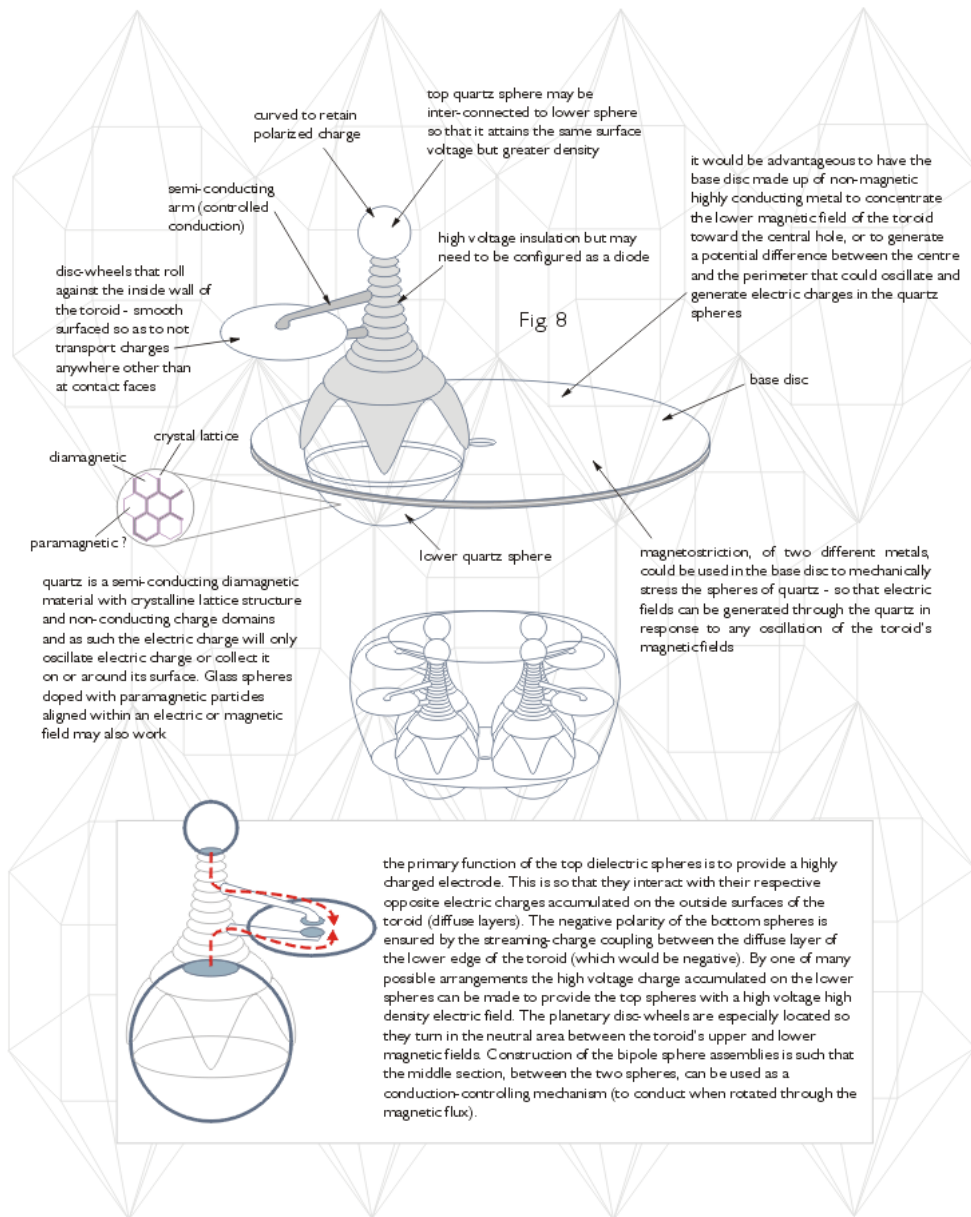 top quartz sphere may be
inter-connected to lower sphere
so that it attains the same surface
voltage but greater density
curved to retain
polarized charge
it would be advantageous to have the
base disc made up of non-magnetic
highly conducting metal to concentrate
the lower magnetic field of the toroid
toward the central hole, or to generate
a potential difference between the centre
and the perimeter that could oscillate and
generate electric charges in the quartz
spheres
semi-conducting
arm (controlled
conduction)
high voltage insulation but may
need to be configured as a diode
disc-wheels that roll
against the inside wall of
the toroid - smooth
surfaced so as to not
transport charges
anywhere other than
at contact faces
Fig 8
base disc
crystal lattice
diamagnetic
paramagnetic ?
lower quartz sphere
magnetostriction, of two different metals,
could be used in the base disc to mechanically
stress the spheres of quartz - so that electric
fields can be generated through the quartz in
response to any oscillation of the toroid's
magnetic fields
quartz is a semi-conducting diamagnetic
material with crystalline lattice structure
and non-conducting charge domains
and as such the electric charge will only
oscillate electric charge or collect it
on or around its surface. Glass spheres
doped with paramagnetic particles
aligned within an electric or magnetic
field may also work
the primary function of the top dielectric spheres is to provide a highly
charged electrode. This is so that they interact with their respective
opposite electric charges accumulated on the outside surfaces of the
toroid (diffuse layers). The negative polarity of the bottom spheres is
ensured by the streaming-charge coupling between the diffuse layer of
the lower edge of the toroid (which would be negative). By one of many
possible arrangements the high voltage charge accumulated on the lower
spheres can be made to provide the top spheres with a high voltage high
density electric field. The planetary disc-wheels are especially located so
they turn in the neutral area between the toroid's upper and lower
magnetic fields. Construction of the bipole sphere assemblies is such that
the middle section, between the two spheres, can be used as a
conduction-controlling mechanism (to conduct when rotated through the
magnetic flux).